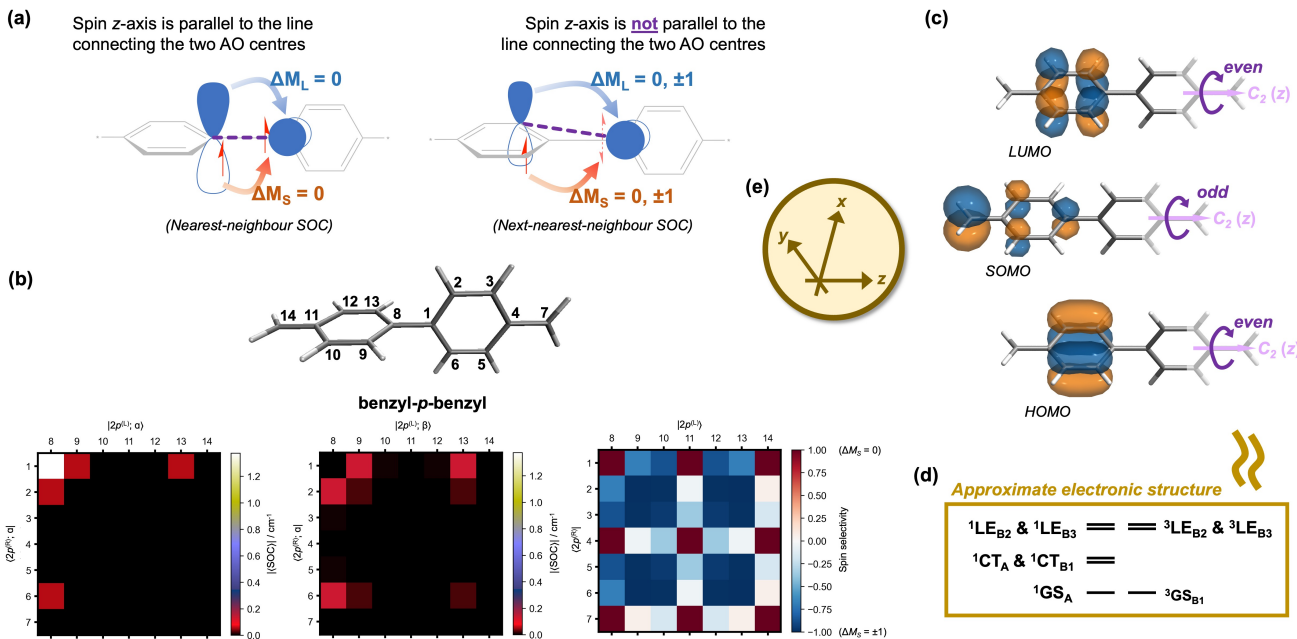 (a)
Spin z-axis is parallel to the line
connecting the two AO centres
Spin z-axis is not parallel to the
line connecting the two AO centres
ΔM_L = 0
ΔM_S = 0
(Nearest-neighbour SOC)
ΔM_L = 0, ±1
ΔM_S = 0, ±1
(Next-nearest-neighbour SOC)
(b)
14 11 12 13 8 1 2 3 4 7
10 9 6 5
benzyl-p-benzyl
|2p^(L); α⟩
8 9 10 11 12 13 14
⟨2p^(R); α|
1
2
3
4
5
6
7
1.2
1.0
0.8
0.6
0.4
0.2
0.0
|⟨SOC⟩| / cm⁻¹
|2p^(L); β⟩
8 9 10 11 12 13 14
⟨2p^(R); α|
1
2
3
4
5
6
7
1.2
1.0
0.8
0.6
0.4
0.2
0.0
|⟨SOC⟩| / cm⁻¹
|2p^(L)⟩
8 9 10 11 12 13 14
⟨2p^(R)|
1
2
3
4
5
6
7
1.00 (ΔM_S = 0)
0.75
0.50
0.25
0.00
−0.25
−0.50
−0.75
−1.00 (ΔM_S = ±1)
Spin selectivity
(c)
even
C₂ (z)
LUMO
odd
C₂ (z)
SOMO
even
C₂ (z)
HOMO
(e)
x
y
z
(d)
Approximate electronic structure
¹LE_B2 & ¹LE_B3 ³LE_B2 & ³LE_B3
¹CT_A & ¹CT_B1
¹GS_A ³GS_B1